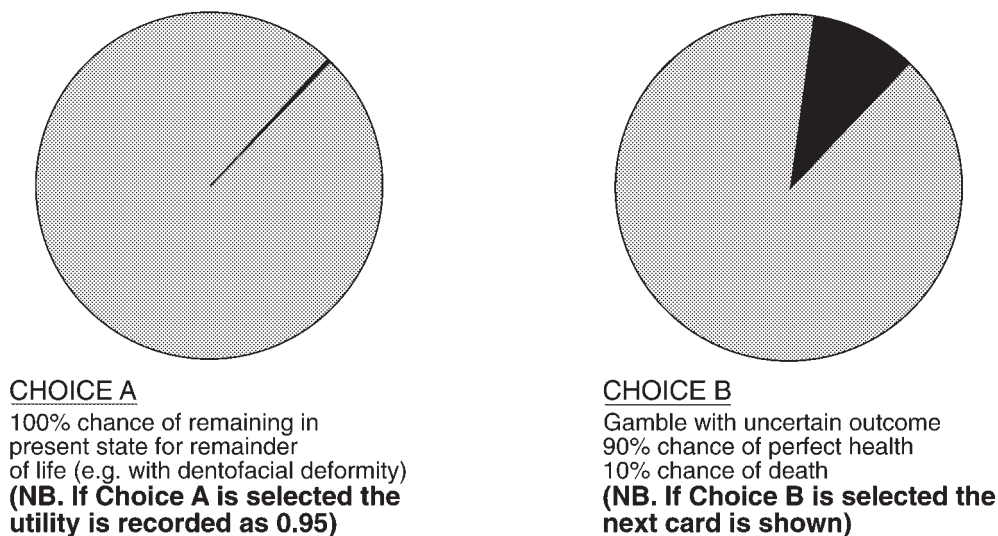 CHOICE A
100% chance of remaining in
present state for remainder
of life (e.g. with dentofacial deformity)
(NB. If Choice A is selected the
utility is recorded as 0.95)
CHOICE B
Gamble with uncertain outcome
90% chance of perfect health
10% chance of death
(NB. If Choice B is selected the
next card is shown)